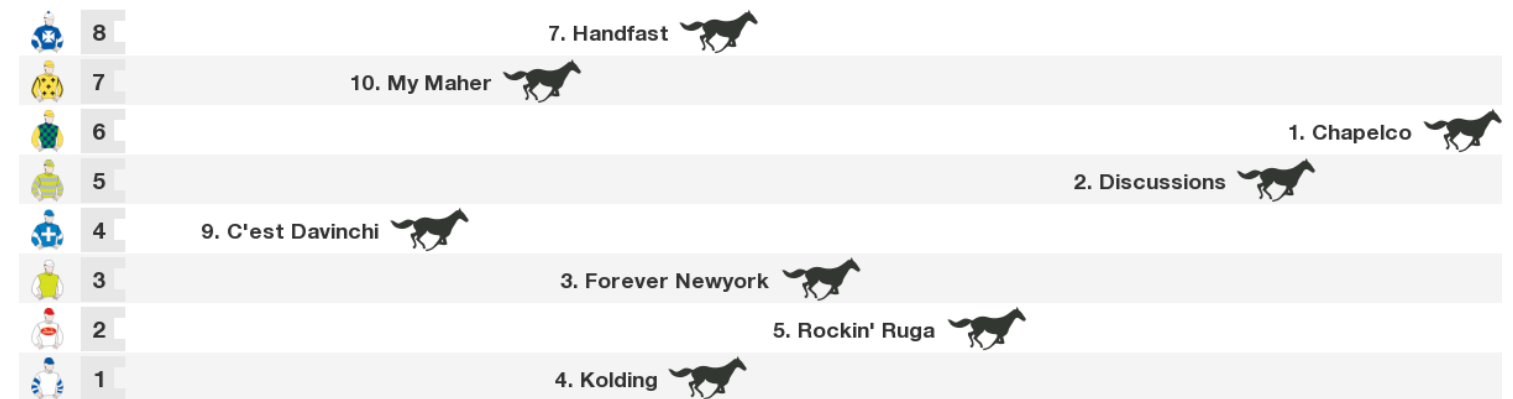 8 7. Handfast
7 10. My Maher
6 1. Chapelco
5 2. Discussions
4 9. C'est Davinchi
3 3. Forever Newyork
2 5. Rockin' Ruga
1 4. Kolding